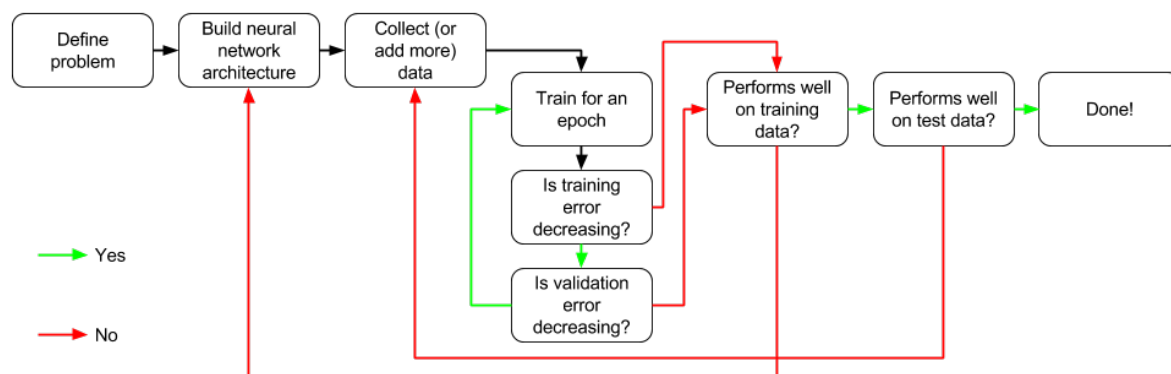 Define
problem
Build neural
network
architecture
Collect (or
add more)
data
Train for an
epoch
Is training
error
decreasing?
Is validation
error
decreasing?
Performs well
on training
data?
Performs well
on test data?
Done!
Yes
No